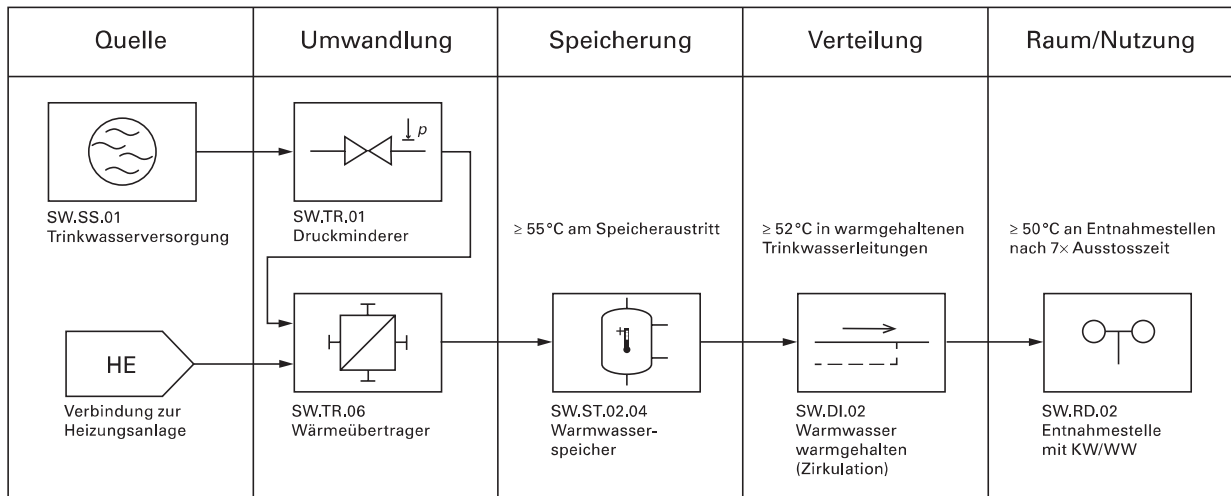 Quelle
Umwandlung
Speicherung
Verteilung
Raum/Nutzung
p
SW.SS.01
Trinkwasserversorgung
SW.TR.01
Druckminderer
≥ 55°C am Speicheraustritt
≥ 52°C in warmgehaltenen
Trinkwasserleitungen
≥ 50°C an Entnahmestellen
nach 7× Ausstosszeit
HE
Verbindung zur
Heizungsanlage
SW.TR.06
Wärmeübertrager
SW.ST.02.04
Warmwasser-
speicher
SW.DI.02
Warmwasser
warmgehalten
(Zirkulation)
SW.RD.02
Entnahmestelle
mit KW/WW